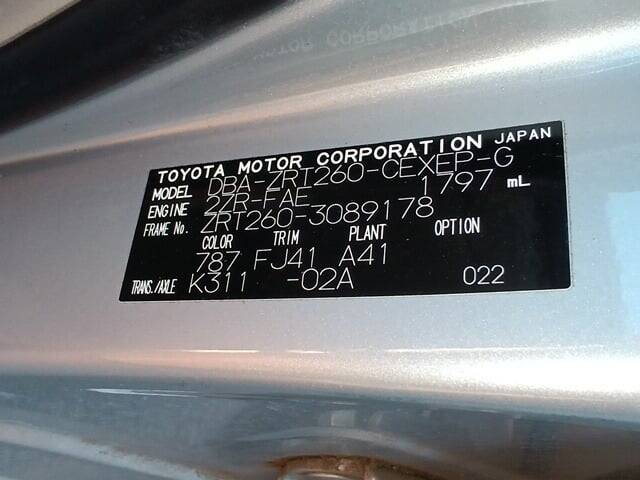 TOYOTA MOTOR CORPORATION JAPAN
MODEL DBA-ZRT260-CEXEP-G
ENGINE 2ZR-FAE 1797 mL
FRAME No. ZRT260-3089178
COLOR TRIM PLANT OPTION
787 FJ41 A41
TRANS./AXLE K311 -02A 022